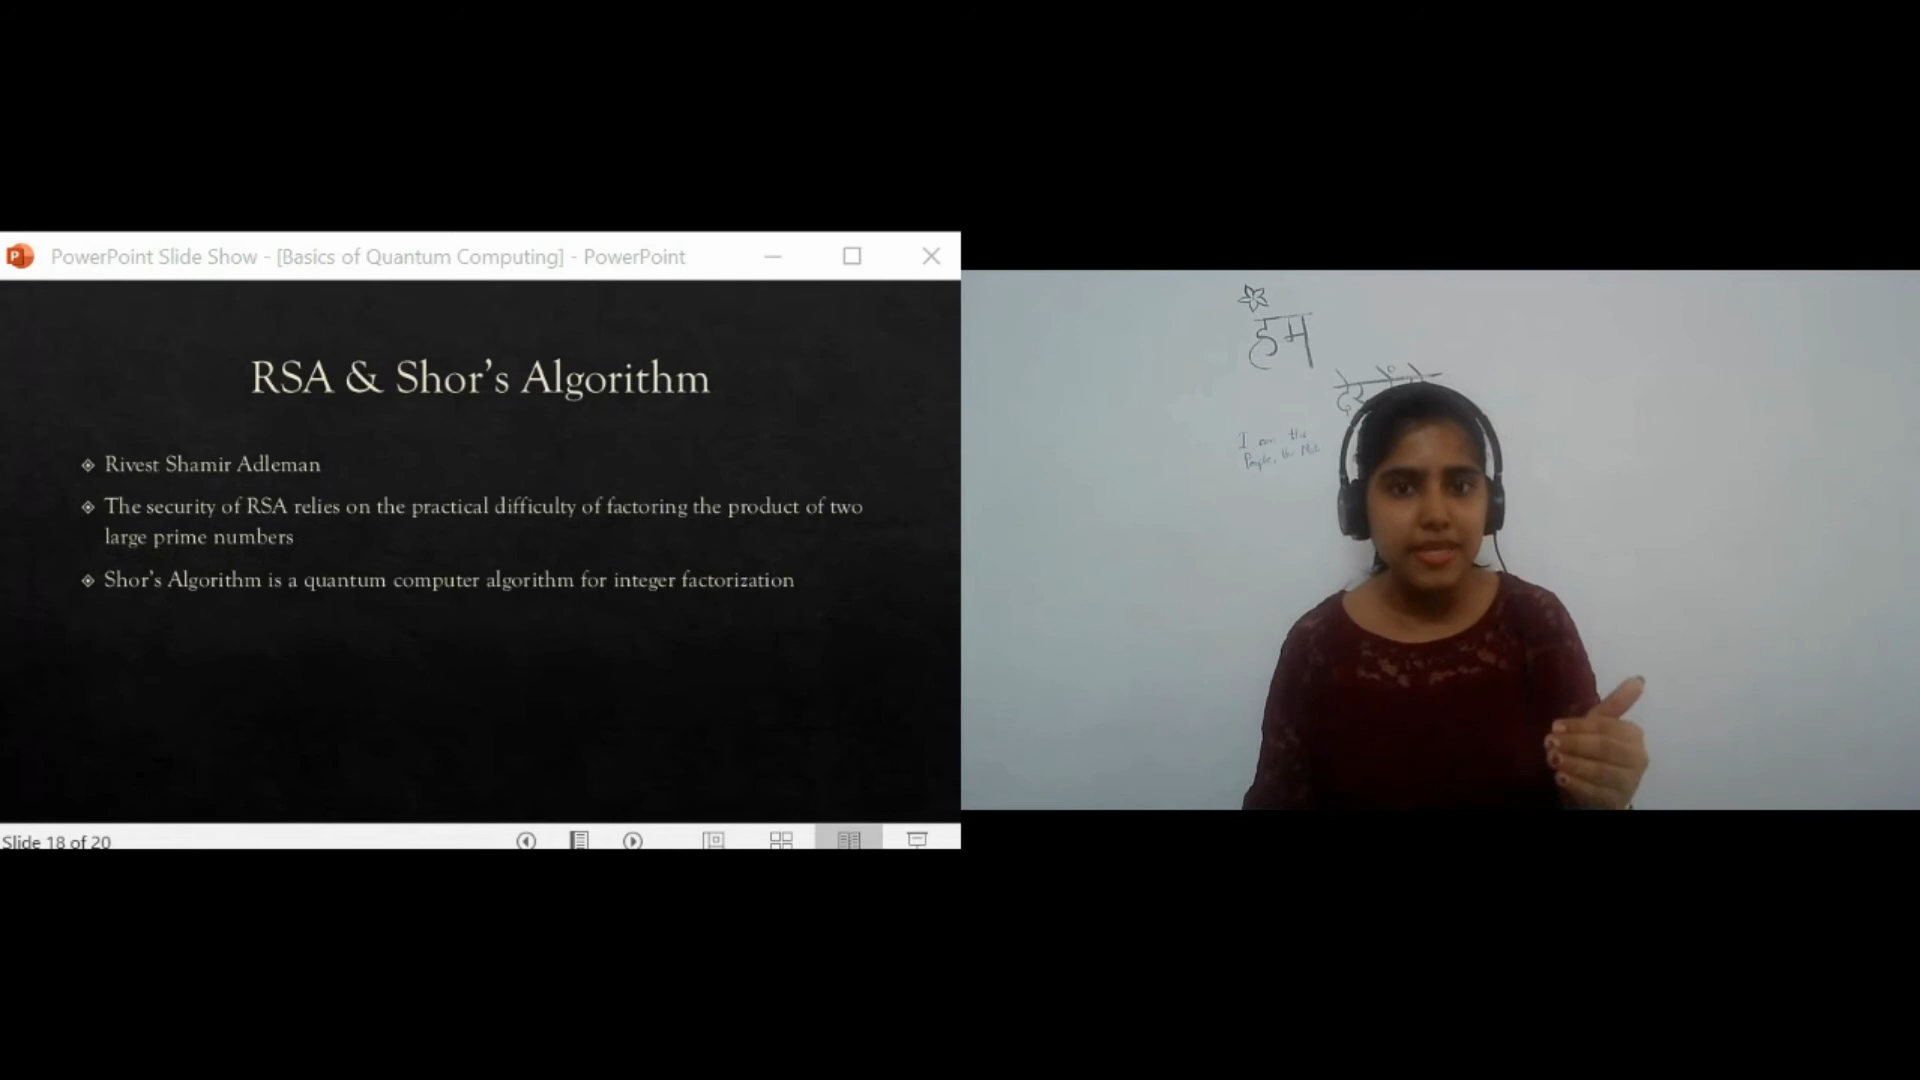 PowerPoint Slide Show - [Basics of Quantum Computing] - PowerPoint
RSA & Shor's Algorithm
Rivest Shamir Adleman
The security of RSA relies on the practical difficulty of factoring the product of two
large prime numbers
Shor's Algorithm is a quantum computer algorithm for integer factorization
Slide 18 of 20
हम
I am the
People, the